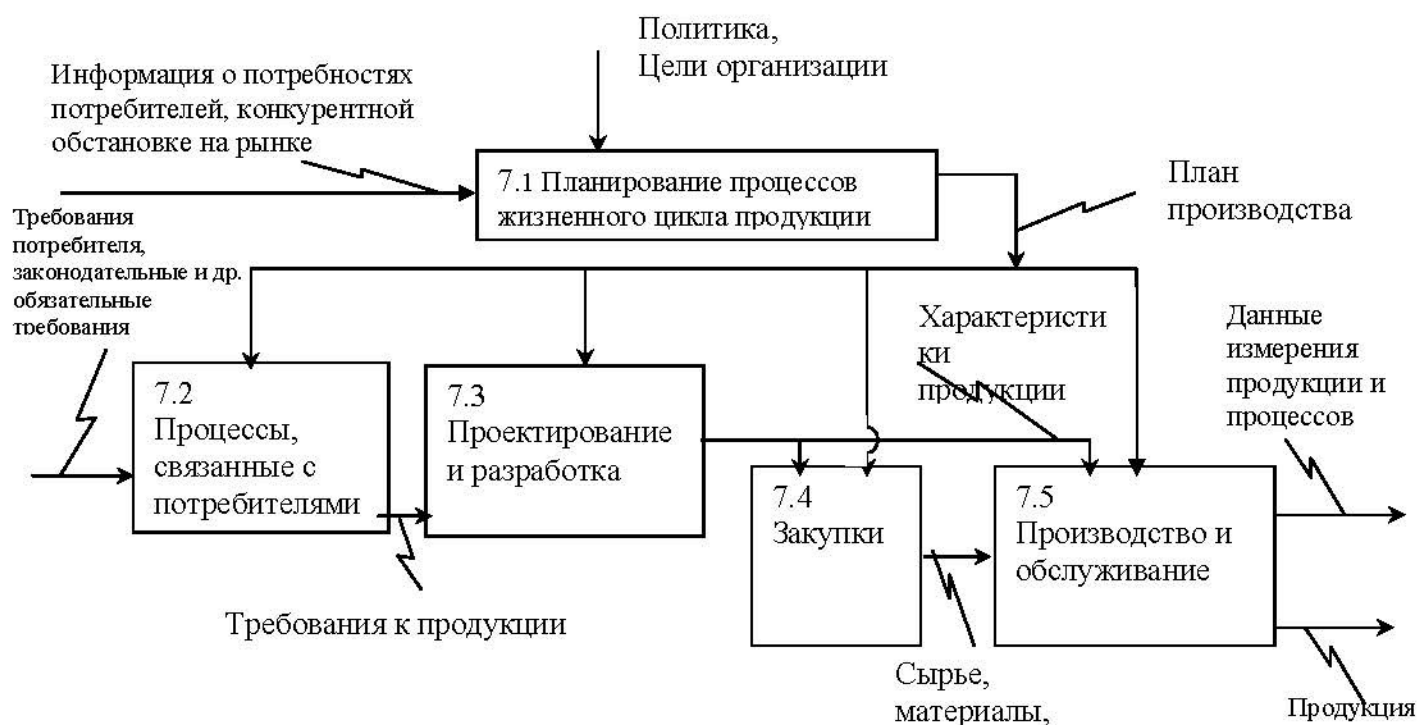 Политика,
Цели организации
Информация о потребностях
потребителей, конкурентной
обстановке на рынке
7.1 Планирование процессов
жизненного цикла продукции
План
производства
Требования
потребителя,
законодательные и др.
обязательные
требования
Характеристи
ки
продукции
Данные
измерения
продукции и
процессов
7.2
Процессы,
связанные с
потребителями
7.3
Проектирование
и разработка
7.4
Закупки
7.5
Производство и
обслуживание
Требования к продукции
Сырье,
материалы,
Продукция